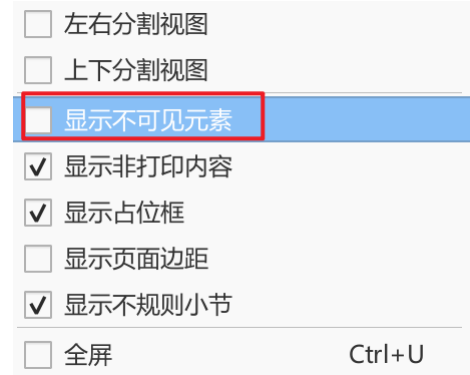 左右分割视图
上下分割视图
显示不可见元素
显示非打印内容
显示占位框
显示页面边距
显示不规则小节
全屏 Ctrl+U